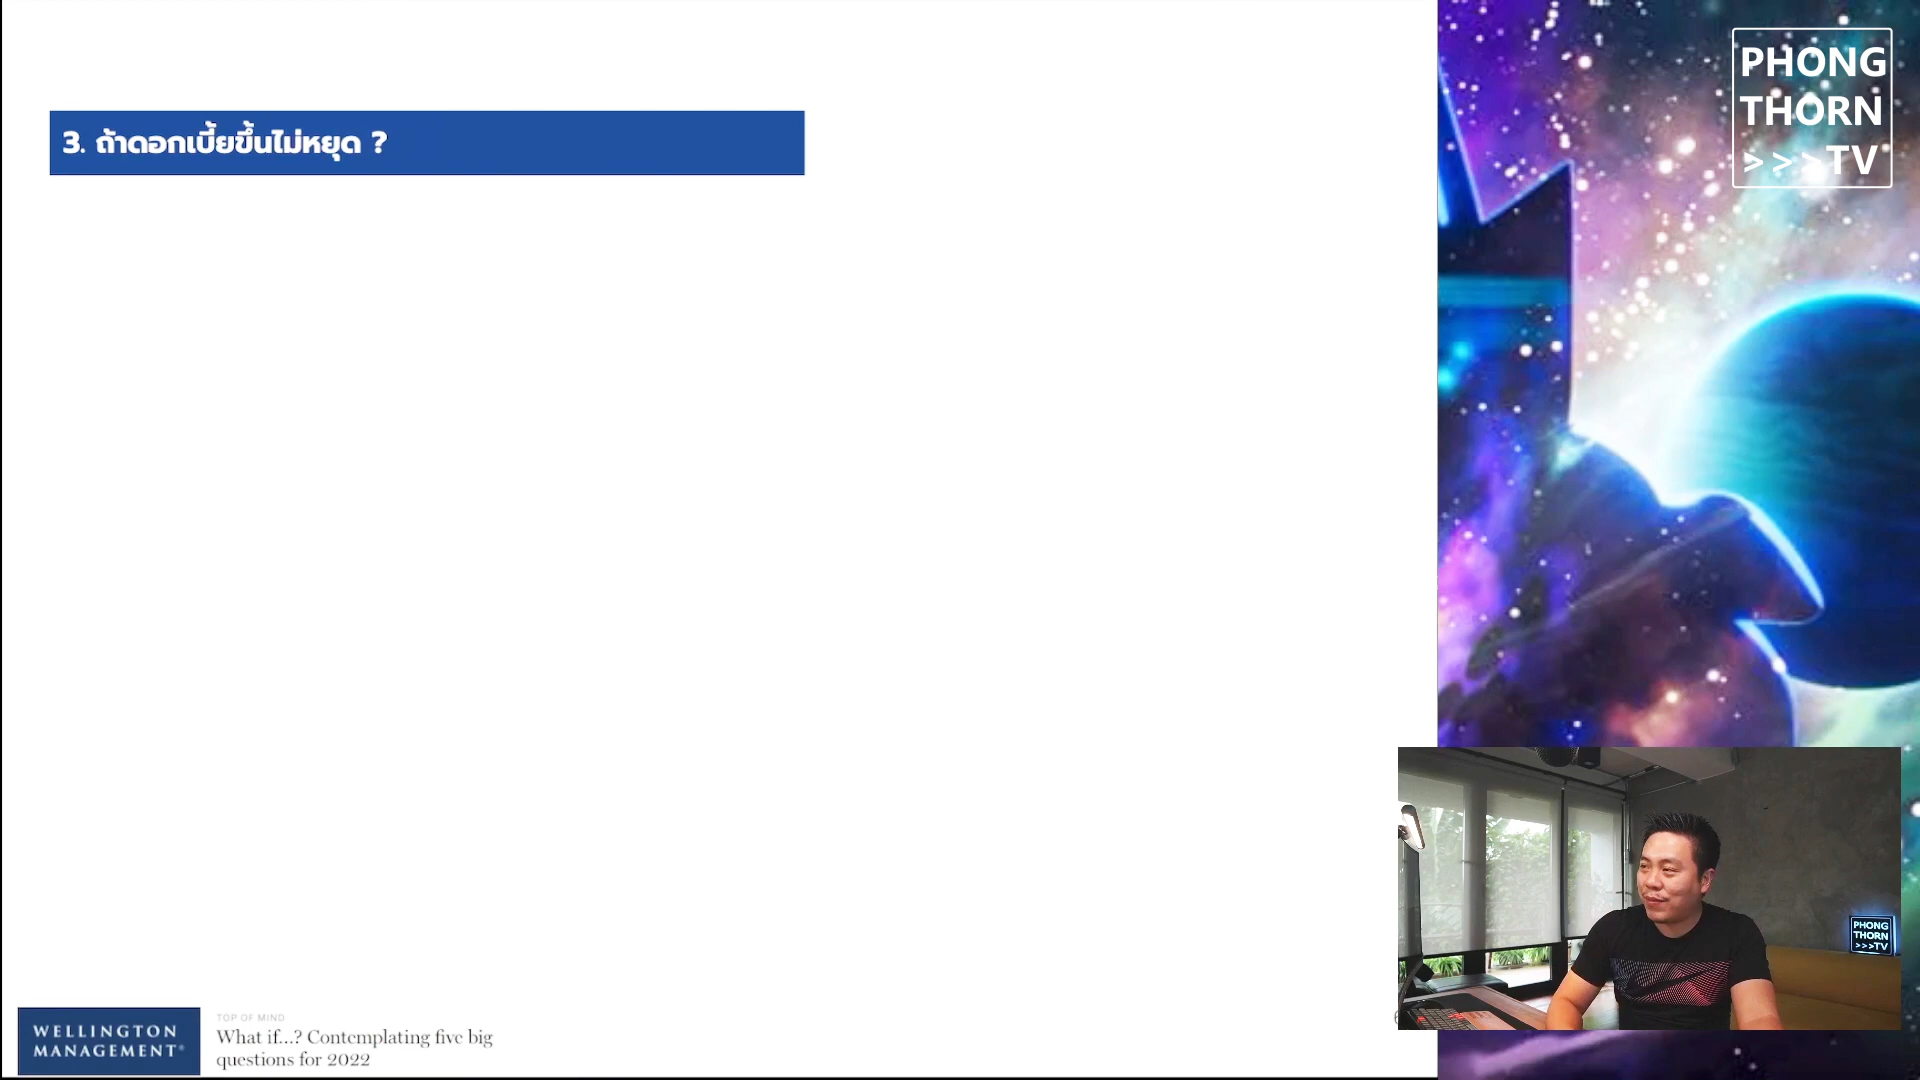 3. ถ้าดอกเบี้ยขึ้นไม่หยุด ?
PHONG
THORN
>>>TV
PHONG
THORN
>>>TV
WELLINGTON
MANAGEMENT®
TOP OF MIND
What if...? Contemplating five big
questions for 2022